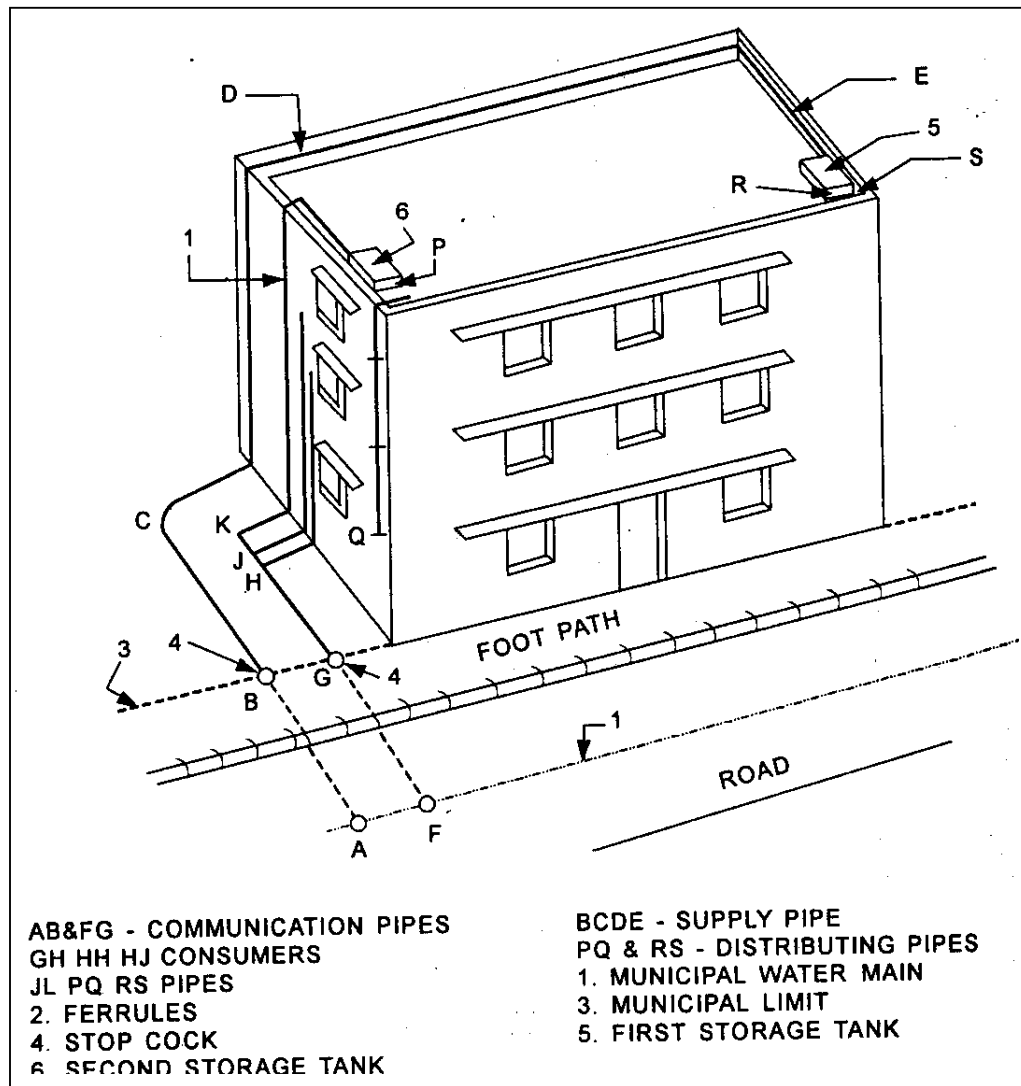 D
E
5
S
R
6
P
1
C
K
J
H
Q
3
4
G
4
B
FOOT PATH
1
ROAD
A
F
AB&FG - COMMUNICATION PIPES
GH HH HJ CONSUMERS
JL PQ RS PIPES
2. FERRULES
4. STOP COCK
6. SECOND STORAGE TANK
BCDE - SUPPLY PIPE
PQ & RS - DISTRIBUTING PIPES
1. MUNICIPAL WATER MAIN
3. MUNICIPAL LIMIT
5. FIRST STORAGE TANK